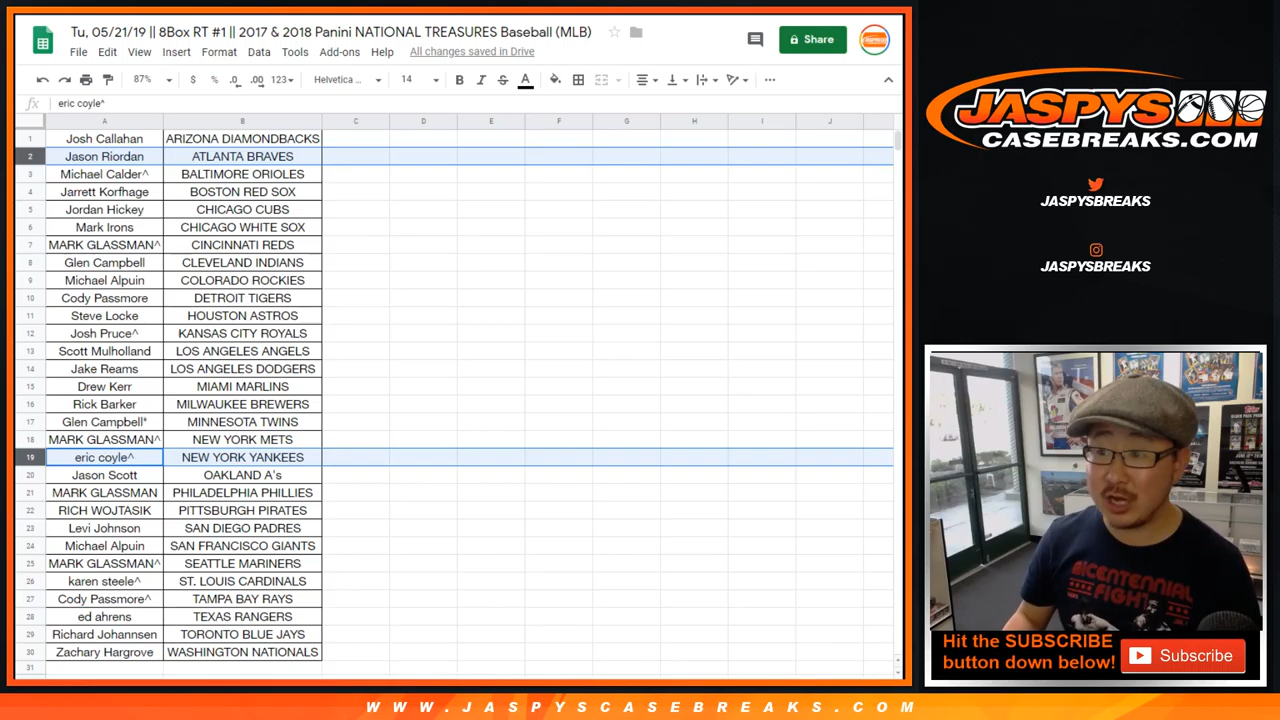 Tu, 05/21/19 || 8Box RT #1 || 2017 & 2018 Panini NATIONAL TREASURES Baseball (MLB)
File Edit View Insert Format Data Tools Add-ons Help All changes saved in Drive
Share
87% $ % .0 .00 123 Helvetica ... 14 B I S A
fx eric coyle^
A B C D E F G H I J
1 Josh Callahan ARIZONA DIAMONDBACKS
2 Jason Riordan ATLANTA BRAVES
3 Michael Calder^ BALTIMORE ORIOLES
4 Jarrett Korfhage BOSTON RED SOX
5 Jordan Hickey CHICAGO CUBS
6 Mark Irons CHICAGO WHITE SOX
7 MARK GLASSMAN^ CINCINNATI REDS
8 Glen Campbell CLEVELAND INDIANS
9 Michael Alpuin COLORADO ROCKIES
10 Cody Passmore DETROIT TIGERS
11 Steve Locke HOUSTON ASTROS
12 Josh Pruce^ KANSAS CITY ROYALS
13 Scott Mulholland LOS ANGELES ANGELS
14 Jake Reams LOS ANGELES DODGERS
15 Drew Kerr MIAMI MARLINS
16 Rick Barker MILWAUKEE BREWERS
17 Glen Campbell* MINNESOTA TWINS
18 MARK GLASSMAN^ NEW YORK METS
19 eric coyle^ NEW YORK YANKEES
20 Jason Scott OAKLAND A's
21 MARK GLASSMAN PHILADELPHIA PHILLIES
22 RICH WOJTASIK PITTSBURGH PIRATES
23 Levi Johnson SAN DIEGO PADRES
24 Michael Alpuin SAN FRANCISCO GIANTS
25 MARK GLASSMAN^ SEATTLE MARINERS
26 karen steele^ ST. LOUIS CARDINALS
27 Cody Passmore^ TAMPA BAY RAYS
28 ed ahrens TEXAS RANGERS
29 Richard Johannsen TORONTO BLUE JAYS
30 Zachary Hargrove WASHINGTON NATIONALS
31
JASPYS
CASEBREAKS.COM
JASPYSBREAKS
JASPYSBREAKS
BICENTENNIAL
FIGHT
Hit the SUBSCRIBE
button down below!
Subscribe
WWW.JASPYSCASEBREAKS.COM